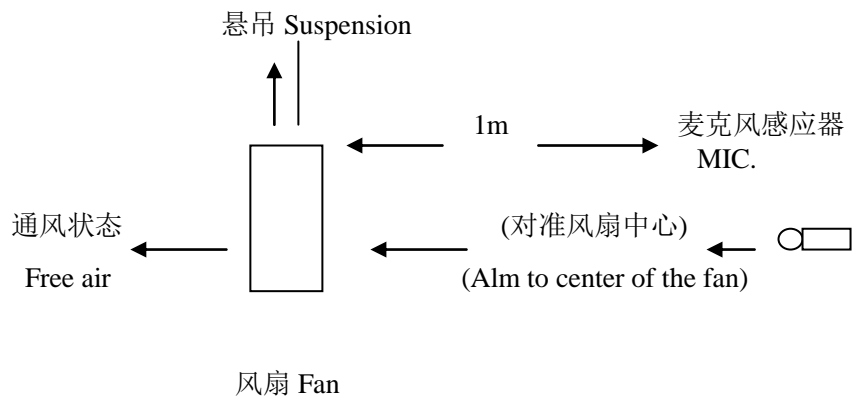 悬吊 Suspension
1m
麦克风感应器
MIC.
通风状态
(对准风扇中心)
Free air
(Alm to center of the fan)
风扇 Fan